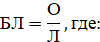 БЛ = О/Л, где: